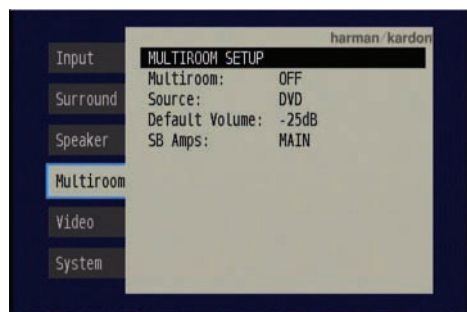 harman/kardon
Input
Surround
Speaker
Multiroom
Video
System
MULTIROOM SETUP
Multiroom: OFF
Source: DVD
Default Volume: -25dB
SB Amps: MAIN